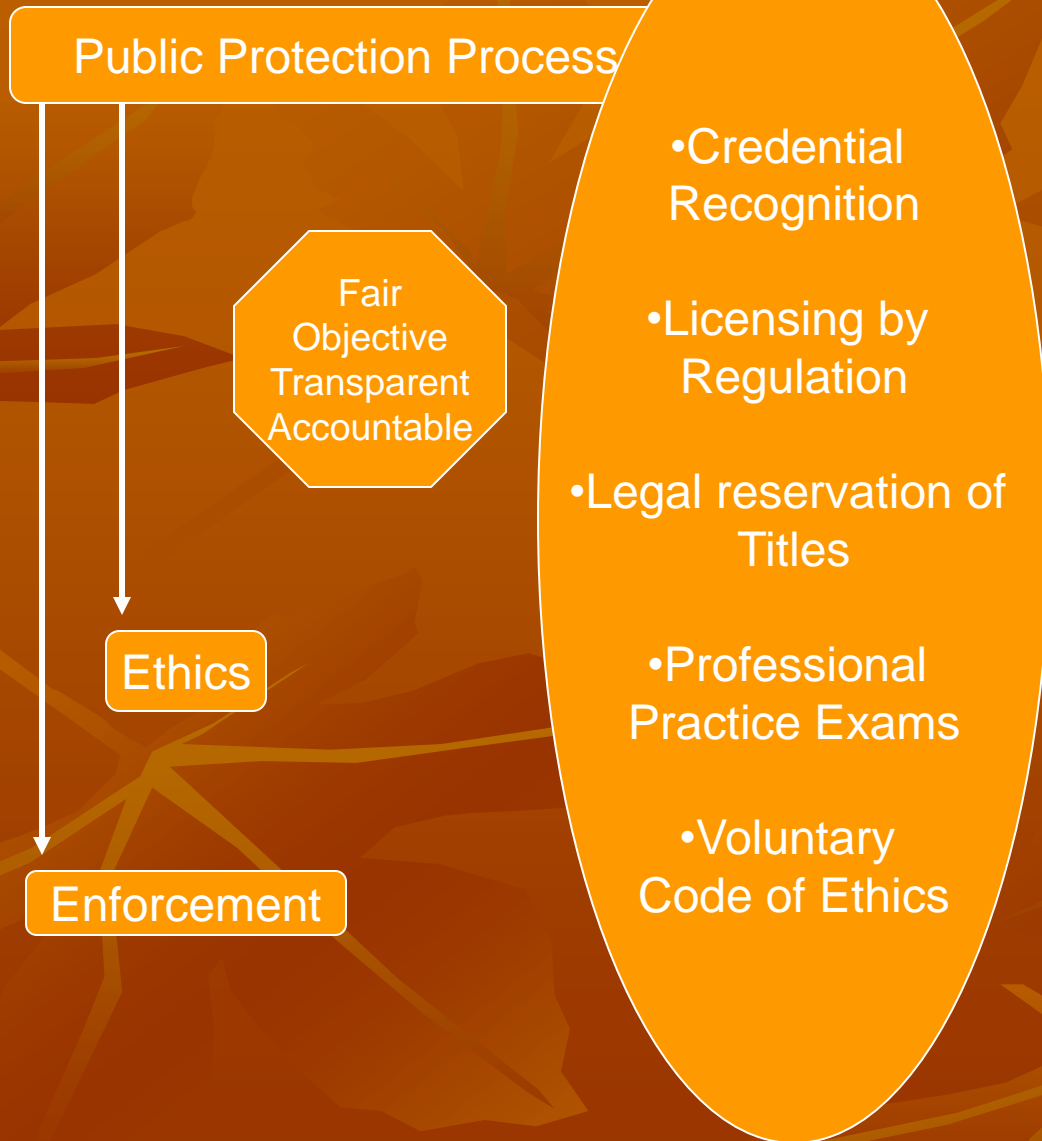 Public Protection Process
Fair
Objective
Transparent
Accountable
Ethics
Enforcement
•Credential
Recognition
•Licensing by
Regulation
•Legal reservation of
Titles
•Professional
Practice Exams
•Voluntary
Code of Ethics